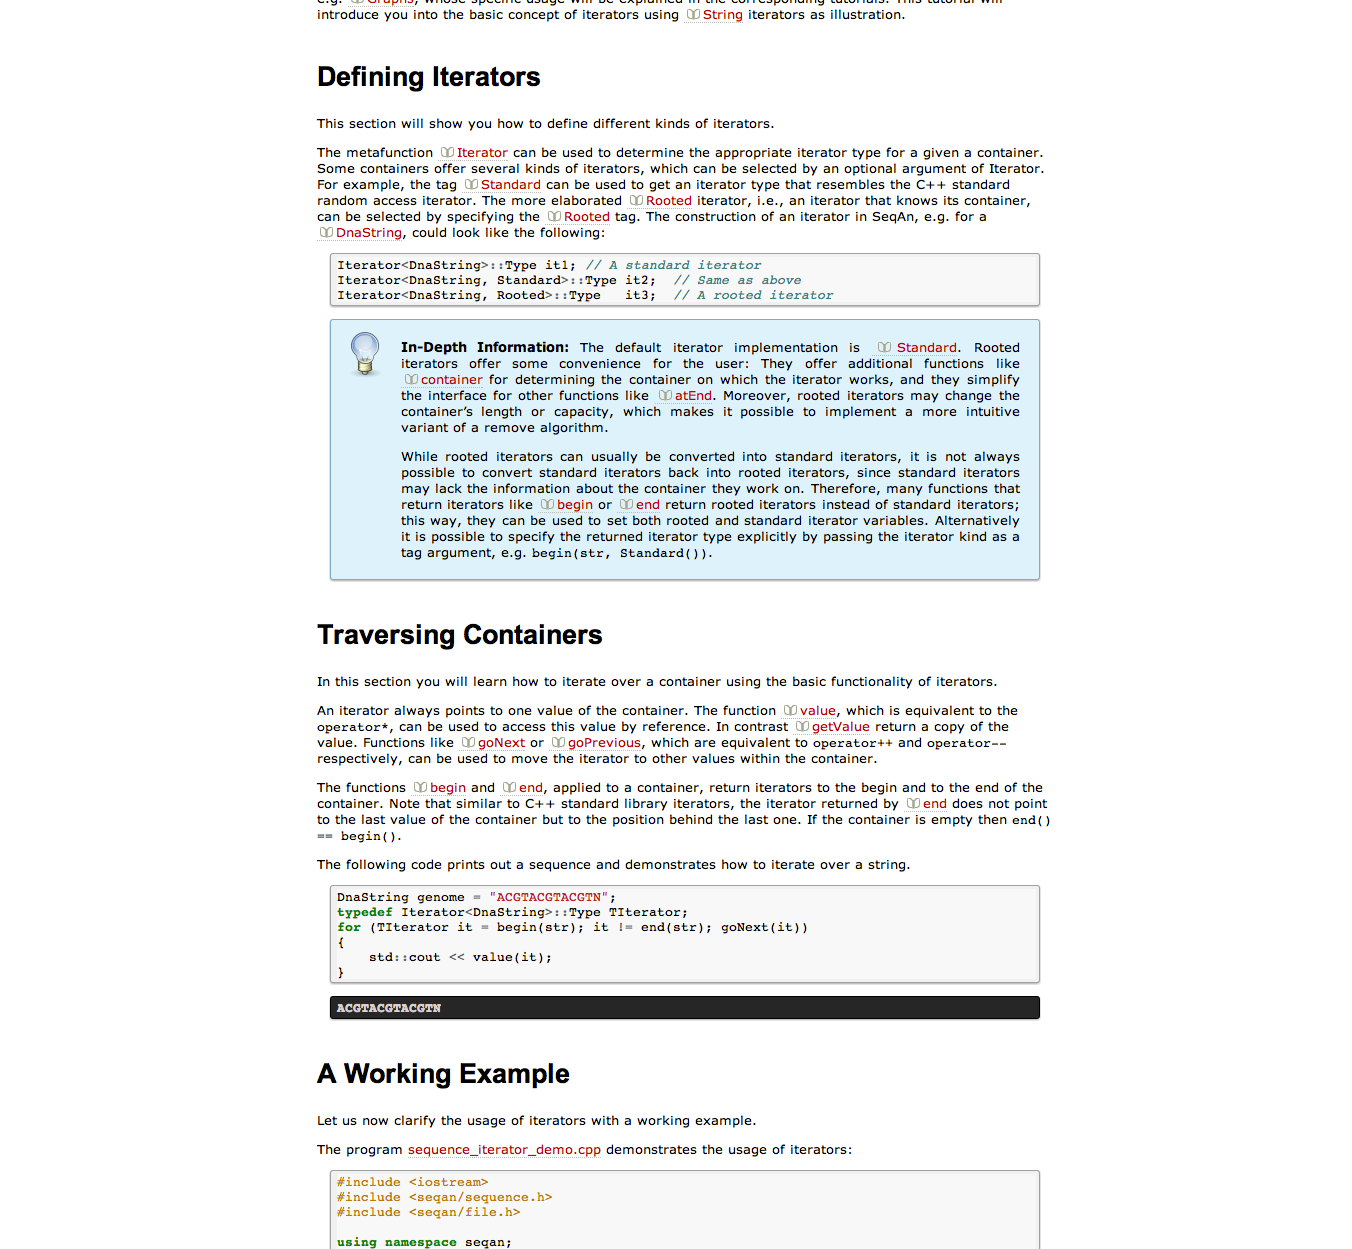 e.g. Graphs, whose specific usage will be explained in the corresponding tutorials. This tutorial will
introduce you into the basic concept of iterators using String iterators as illustration.
Defining Iterators
This section will show you how to define different kinds of iterators.
The metafunction Iterator can be used to determine the appropriate iterator type for a given a container.
Some containers offer several kinds of iterators, which can be selected by an optional argument of Iterator.
For example, the tag Standard can be used to get an iterator type that resembles the C++ standard
random access iterator. The more elaborated Rooted iterator, i.e., an iterator that knows its container,
can be selected by specifying the Rooted tag. The construction of an iterator in SeqAn, e.g. for a
DnaString, could look like the following:
Iterator<DnaString>::Type it1; // A standard iterator
Iterator<DnaString, Standard>::Type it2;  // Same as above
Iterator<DnaString, Rooted>::Type   it3;  // A rooted iterator
In-Depth Information: The default iterator implementation is Standard. Rooted
iterators offer some convenience for the user: They offer additional functions like
container for determining the container on which the iterator works, and they simplify
the interface for other functions like atEnd. Moreover, rooted iterators may change the
container's length or capacity, which makes it possible to implement a more intuitive
variant of a remove algorithm.
While rooted iterators can usually be converted into standard iterators, it is not always
possible to convert standard iterators back into rooted iterators, since standard iterators
may lack the information about the container they work on. Therefore, many functions that
return iterators like begin or end return rooted iterators instead of standard iterators;
this way, they can be used to set both rooted and standard iterator variables. Alternatively
it is possible to specify the returned iterator type explicitly by passing the iterator kind as a
tag argument, e.g. begin(str, Standard()).
Traversing Containers
In this section you will learn how to iterate over a container using the basic functionality of iterators.
An iterator always points to one value of the container. The function value, which is equivalent to the
operator*, can be used to access this value by reference. In contrast getValue return a copy of the
value. Functions like goNext or goPrevious, which are equivalent to operator++ and operator--
respectively, can be used to move the iterator to other values within the container.
The functions begin and end, applied to a container, return iterators to the begin and to the end of the
container. Note that similar to C++ standard library iterators, the iterator returned by end does not point
to the last value of the container but to the position behind the last one. If the container is empty then end()
== begin().
The following code prints out a sequence and demonstrates how to iterate over a string.
DnaString genome = "ACGTACGTACGTN";
typedef Iterator<DnaString>::Type TIterator;
for (TIterator it = begin(str); it != end(str); goNext(it))
{
    std::cout << value(it);
}
ACGTACGTACGTN
A Working Example
Let us now clarify the usage of iterators with a working example.
The program sequence_iterator_demo.cpp demonstrates the usage of iterators:
#include <iostream>
#include <seqan/sequence.h>
#include <seqan/file.h>
using namespace seqan;